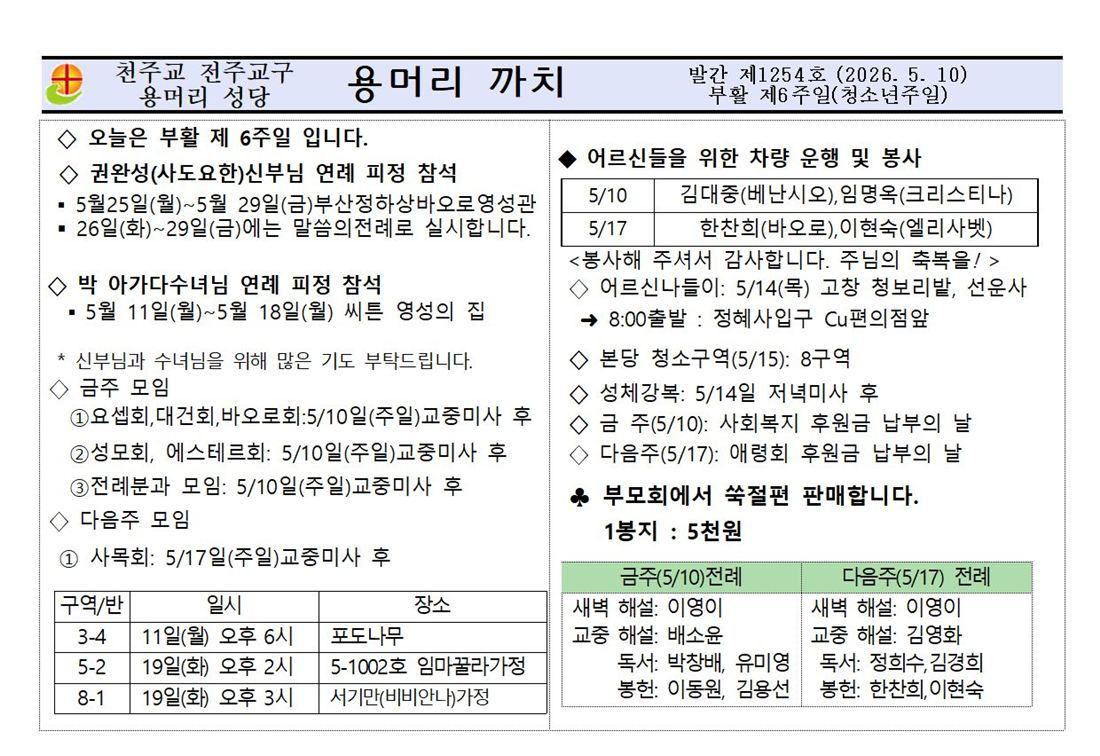 천주교 전주교구
용머리 성당
용머리 까치
발간 제1254호 (2026. 5. 10)
부활 제6주일(청소년주일)
◇ 오늘은 부활 제 6주일 입니다.
◇ 권완성(사도요한)신부님 연례 피정 참석
▪ 5월25일(월)~5월 29일(금)부산정하상바오로영성관
▪ 26일(화)~29일(금)에는 말씀의전례로 실시합니다.
◇ 박 아가다수녀님 연례 피정 참석
▪ 5월 11일(월)~5월 18일(월) 씨튼 영성의 집
* 신부님과 수녀님을 위해 많은 기도 부탁드립니다.
◇ 금주 모임
①요셉회,대건회,바오로회:5/10일(주일)교중미사 후
②성모회, 에스테르회: 5/10일(주일)교중미사 후
③전례분과 모임: 5/10일(주일)교중미사 후
◇ 다음주 모임
① 사목회: 5/17일(주일)교중미사 후
구역/반 일시 장소
3-4 11일(월) 오후 6시 포도나무
5-2 19일(화) 오후 2시 5-1002호 임마꿀라가정
8-1 19일(화) 오후 3시 서기만(비비안나)가정
◆ 어르신들을 위한 차량 운행 및 봉사
5/10 김대중(베난시오),임명옥(크리스티나)
5/17 한찬희(바오로),이현숙(엘리사벳)
<봉사해 주셔서 감사합니다. 주님의 축복을! >
◇ 어르신나들이: 5/14(목) 고창 청보리밭, 선운사
➜ 8:00출발 : 정혜사입구 Cu편의점앞
◇ 본당 청소구역(5/15): 8구역
◇ 성체강복: 5/14일 저녁미사 후
◇ 금 주(5/10): 사회복지 후원금 납부의 날
◇ 다음주(5/17): 애령회 후원금 납부의 날
♣ 부모회에서 쑥절편 판매합니다.
1봉지 : 5천원
금주(5/10)전례 다음주(5/17) 전례
새벽 해설: 이영이 새벽 해설: 이영이
교중 해설: 배소윤 교중 해설: 김영화
독서: 박창배, 유미영 독서: 정희수,김경희
봉헌: 이동원, 김용선 봉헌: 한찬희,이현숙